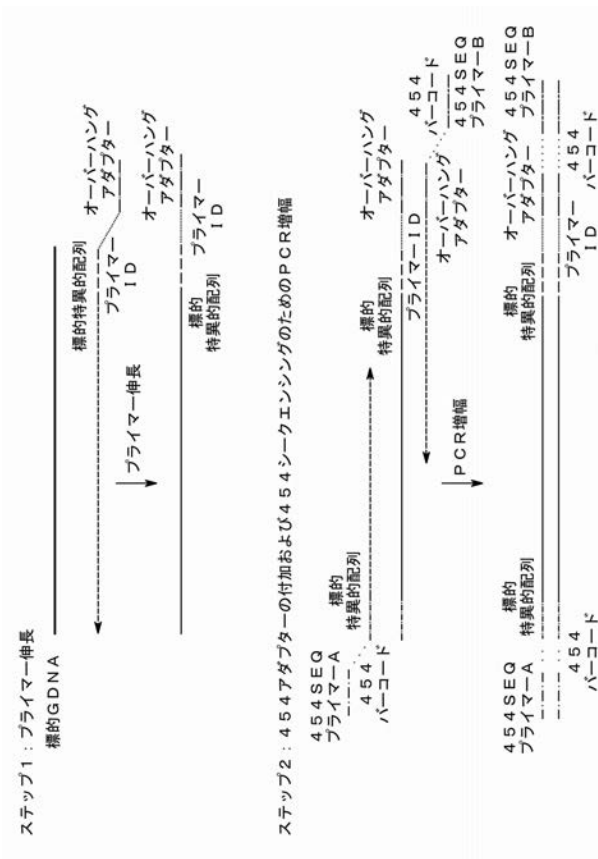 ステップ1：プライマー伸長
標的GDNA
標的特異的配列
プライマー
ID
オーバーハング
アダプター
プライマー伸長
標的
特異的配列
プライマー
ID
オーバーハング
アダプター
ステップ2：454アダプターの付加および454シークエンシングのためのPCR増幅
454SEQ
プライマーA
454
バーコード
標的
特異的配列
標的
特異的配列
プライマーID
オーバーハング
アダプター
オーバーハング
アダプター
454
バーコード
454SEQ
プライマーB
PCR増幅
454SEQ
プライマーA
454
バーコード
標的
特異的配列
標的
特異的配列
プライマー
ID
オーバーハング
アダプター
454
バーコード
454SEQ
プライマーB